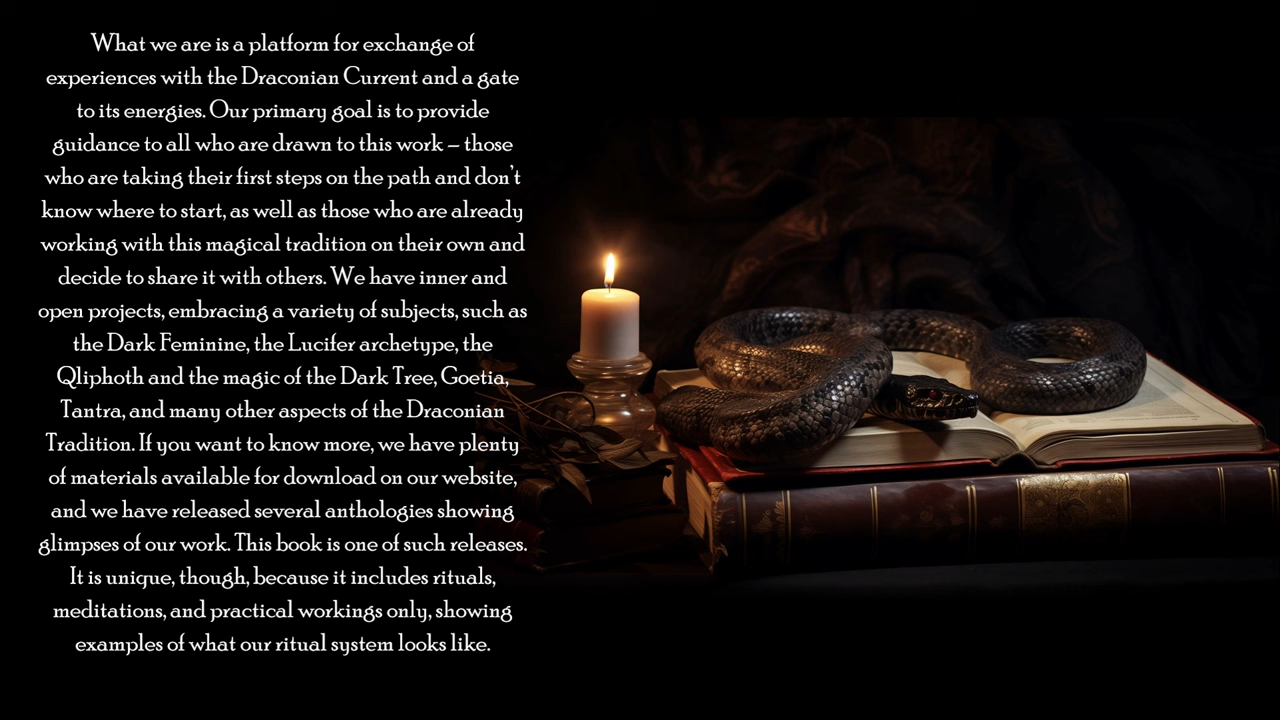 What we are is a platform for exchange of
experiences with the Draconian Current and a gate
to its energies. Our primary goal is to provide
guidance to all who are drawn to this work – those
who are taking their first steps on the path and don't
know where to start, as well as those who are already
working with this magical tradition on their own and
decide to share it with others. We have inner and
open projects, embracing a variety of subjects, such as
the Dark Feminine, the Lucifer archetype, the
Qliphoth and the magic of the Dark Tree, Goetia,
Tantra, and many other aspects of the Draconian
Tradition. If you want to know more, we have plenty
of materials available for download on our website,
and we have released several anthologies showing
glimpses of our work. This book is one of such releases.
It is unique, though, because it includes rituals,
meditations, and practical workings only, showing
examples of what our ritual system looks like.